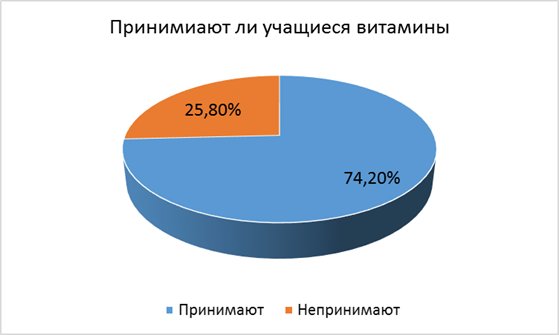 Принимиают ли учащиеся витамины
25,80%
74,20%
Принимают
Непринимают